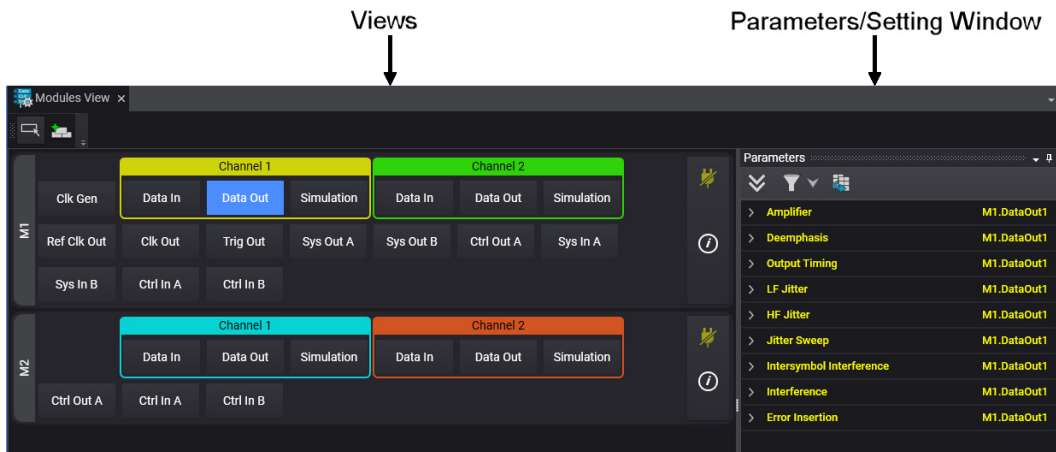 Views Parameters/Setting Window
Modules View
Parameters
Channel 1 Channel 2
Clk Gen Data In Data Out Simulation Data In Data Out Simulation
M1
Ref Clk Out Clk Out Trig Out Sys Out A Sys Out B Ctrl Out A Sys In A
Sys In B Ctrl In A Ctrl In B
Channel 1 Channel 2
Data In Data Out Simulation Data In Data Out Simulation
M2
Ctrl Out A Ctrl In A Ctrl In B
Amplifier M1.DataOut1
Deemphasis M1.DataOut1
Output Timing M1.DataOut1
LF Jitter M1.DataOut1
HF Jitter M1.DataOut1
Jitter Sweep M1.DataOut1
Intersymbol Interference M1.DataOut1
Interference M1.DataOut1
Error Insertion M1.DataOut1